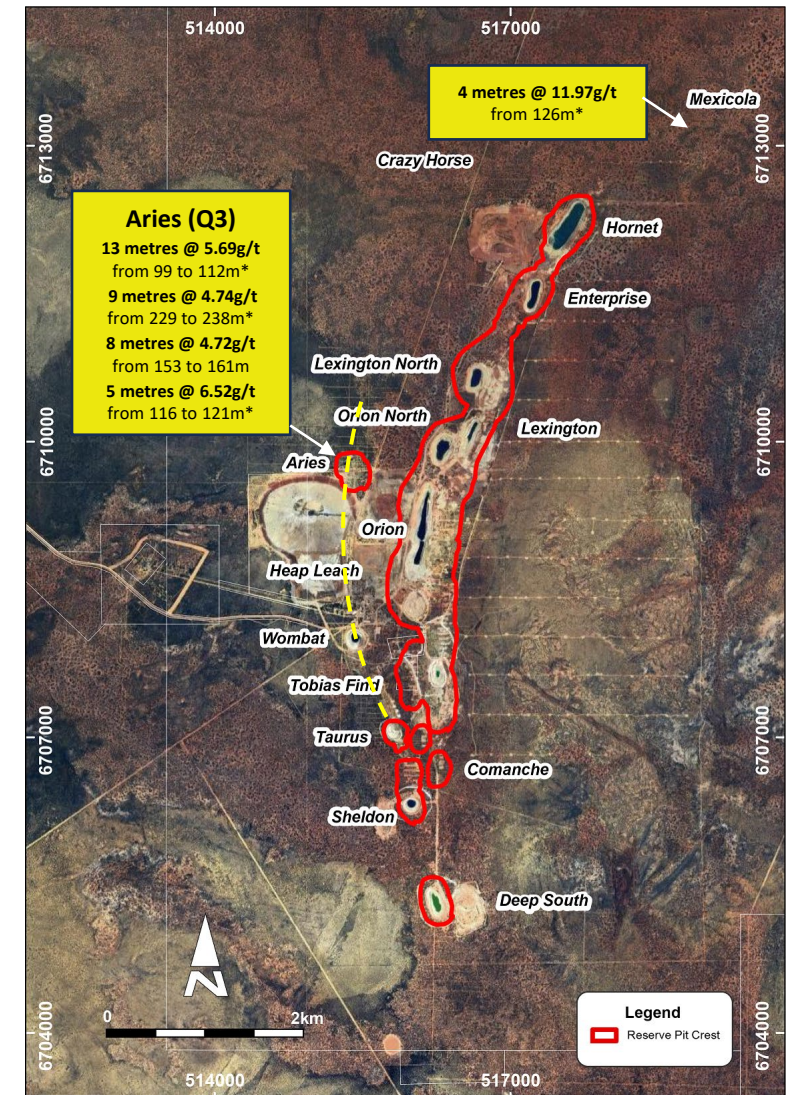 514000
517000
4 metres @ 11.97g/t
from 126m*
Mexicola
6713000
6713000
Crazy Horse
Aries (Q3)
13 metres @ 5.69g/t
from 99 to 112m*
9 metres @ 4.74g/t
from 229 to 238m*
8 metres @ 4.72g/t
from 153 to 161m
5 metres @ 6.52g/t
from 116 to 121m*
Hornet
Enterprise
Lexington North
Orion North
Lexington
6710000
6710000
Aries
Orion
Heap Leach
Wombat
Tobias Find
Taurus
6707000
6707000
Comanche
Sheldon
Deep South
N
0
2km
Legend
Reserve Pit Crest
6704000
6704000
514000
517000